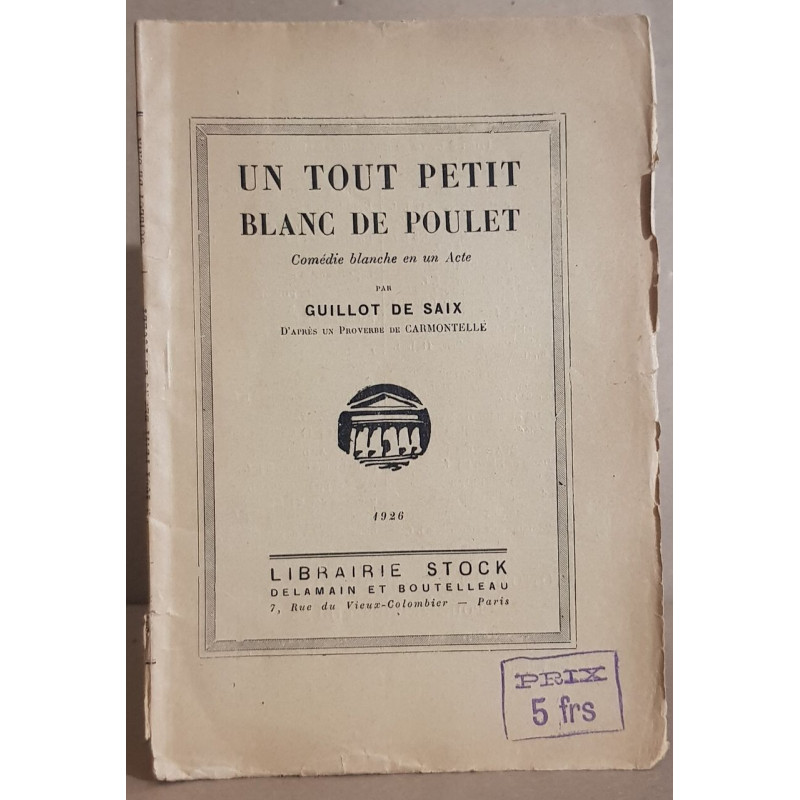 UN TOUT PETIT
BLANC DE POULET
Comédie blanche en un Acte
PAR
GUILLOT DE SAIX
D'APRÈS UN PROVERBE DE CARMONTELLE
1926
LIBRAIRIE STOCK
DELAMAIN ET BOUTELLEAU
7, Rue du Vieux-Colombier — Paris
PRIX
5 frs